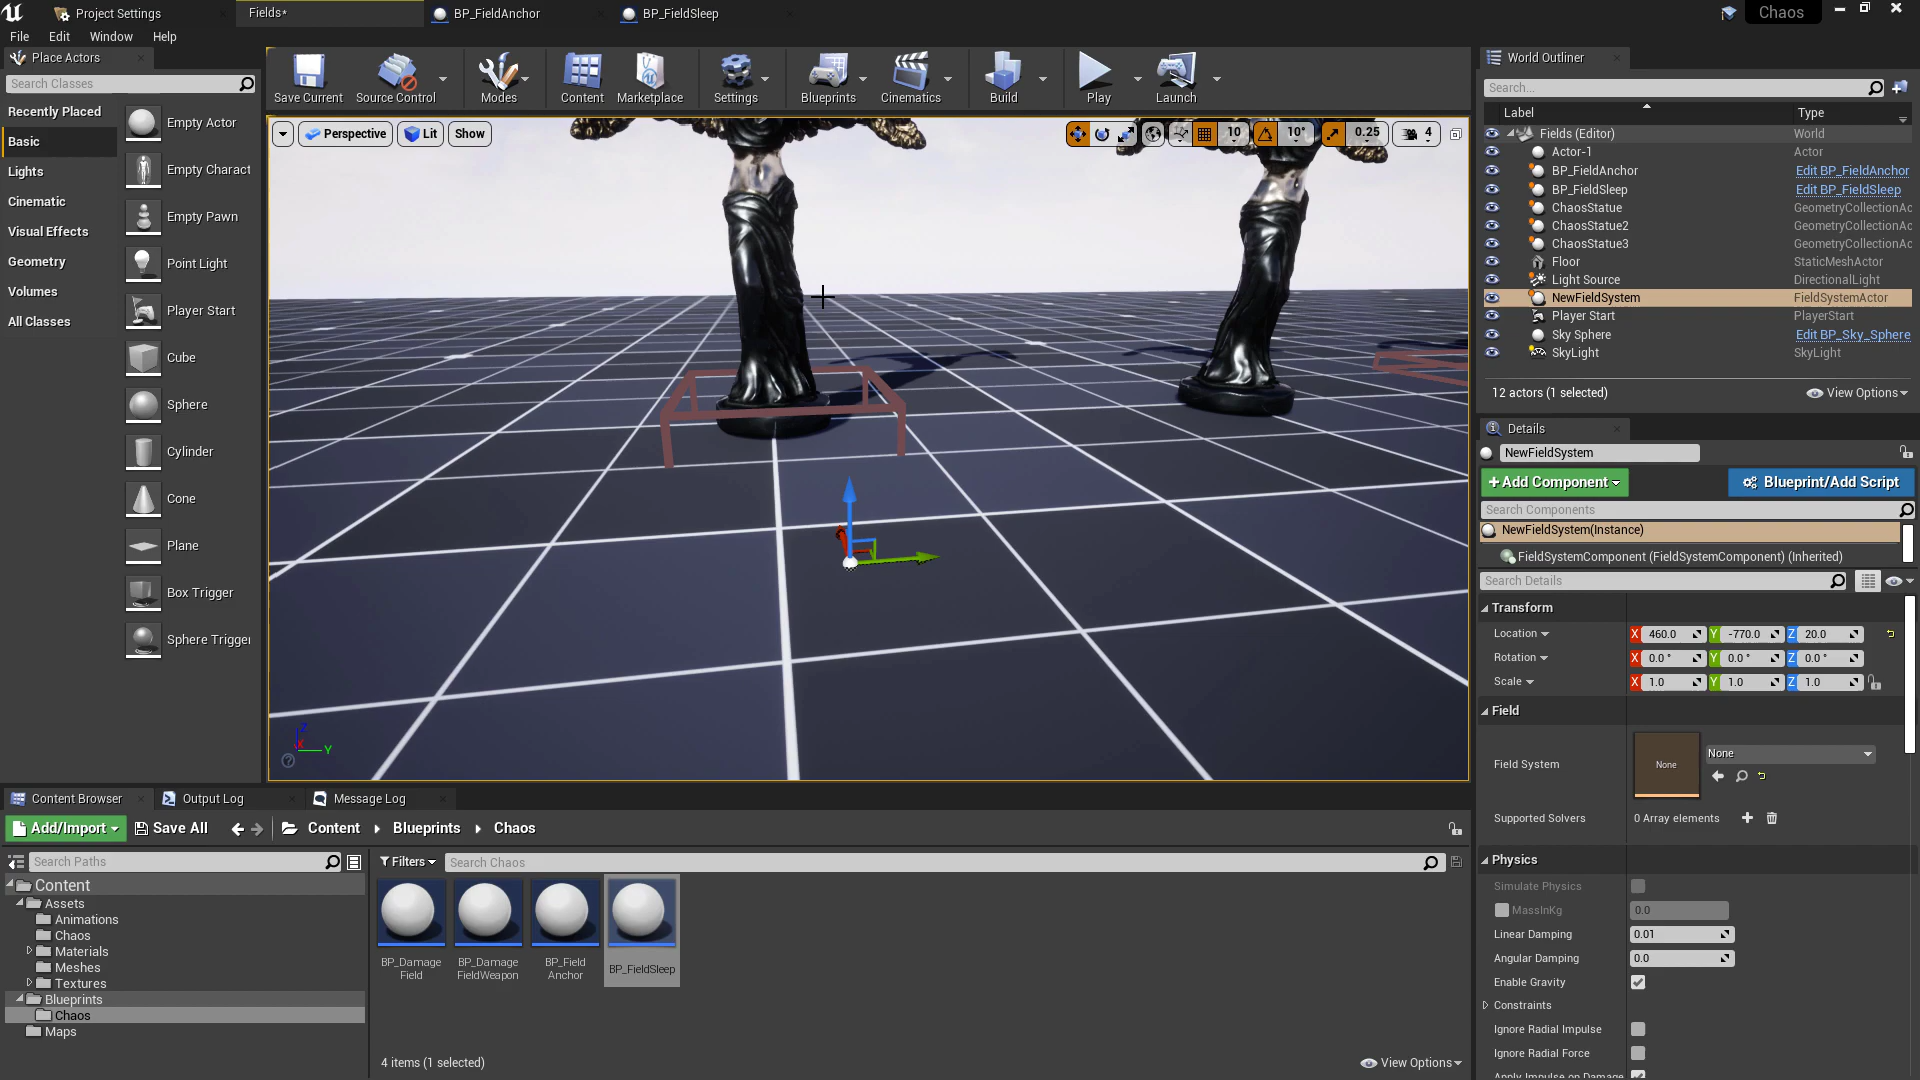 Project Settings
Fields*
BP_FieldAnchor
BP_FieldSleep
Chaos
File
Edit
Window
Help
Place Actors
Search Classes
Recently Placed
Basic
Lights
Cinematic
Visual Effects
Geometry
Volumes
All Classes
Empty Actor
Empty Charact
Empty Pawn
Point Light
Player Start
Cube
Sphere
Cylinder
Cone
Plane
Box Trigger
Sphere Trigger
Save Current
Source Control
Modes
Content
Marketplace
Settings
Blueprints
Cinematics
Build
Play
Launch
Perspective
Lit
Show
10
10°
0.25
4
Z
X
Y
World Outliner
Search...
Label
Type
Fields (Editor)
World
Actor-1
Actor
BP_FieldAnchor
Edit BP_FieldAnchor
BP_FieldSleep
Edit BP_FieldSleep
ChaosStatue
GeometryCollectionAc
ChaosStatue2
GeometryCollectionAc
ChaosStatue3
GeometryCollectionAc
Floor
StaticMeshActor
Light Source
DirectionalLight
NewFieldSystem
FieldSystemActor
Player Start
PlayerStart
Sky Sphere
Edit BP_Sky_Sphere
SkyLight
SkyLight
12 actors (1 selected)
View Options
Details
NewFieldSystem
+Add Component
Blueprint/Add Script
Search Components
NewFieldSystem(Instance)
FieldSystemComponent (FieldSystemComponent) (Inherited)
Search Details
Transform
Location
X 460.0
Y -770.0
Z 20.0
Rotation
X 0.0 °
Y 0.0 °
Z 0.0 °
Scale
X 1.0
Y 1.0
Z 1.0
Field
Field System
None
None
Supported Solvers
0 Array elements
Physics
Simulate Physics
MassInKg
0.0
Linear Damping
0.01
Angular Damping
0.0
Enable Gravity
Constraints
Ignore Radial Impulse
Ignore Radial Force
Apply Impulse on Damage
Content Browser
Output Log
Message Log
Add/Import
Save All
Content
Blueprints
Chaos
Search Paths
Filters
Search Chaos
Content
Assets
Animations
Chaos
Materials
Meshes
Textures
Blueprints
Chaos
Maps
BP_Damage
Field
BP_Damage
FieldWeapon
BP_Field
Anchor
BP_FieldSleep
4 items (1 selected)
View Options